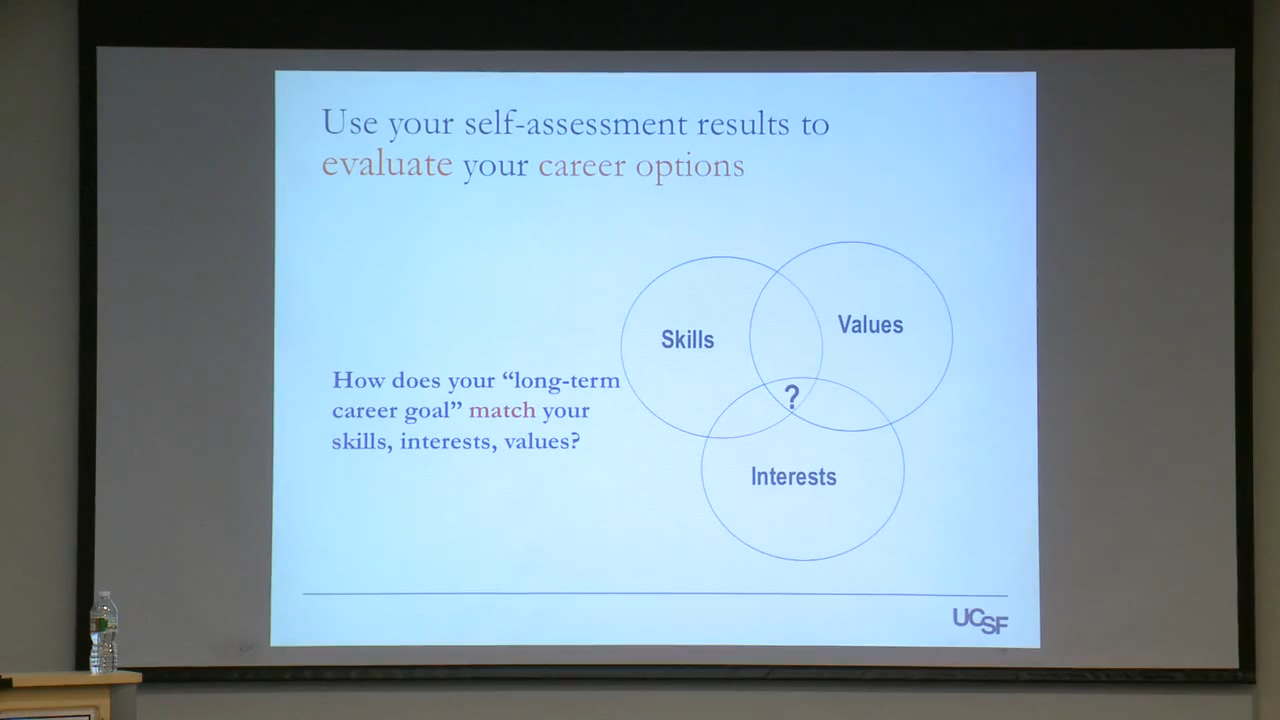 Use your self-assessment results to
evaluate your career options
Skills
Values
How does your “long-term
career goal” match your
skills, interests, values?
?
Interests
UCSF